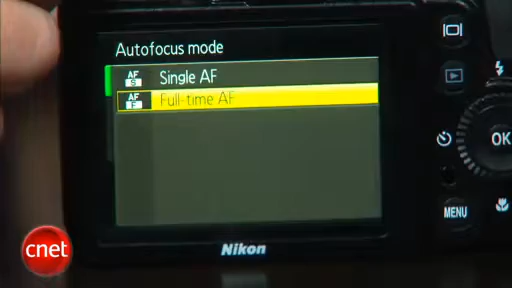 Autofocus mode
AF S Single AF
AF F Full-time AF
OK
MENU
Nikon
cnet